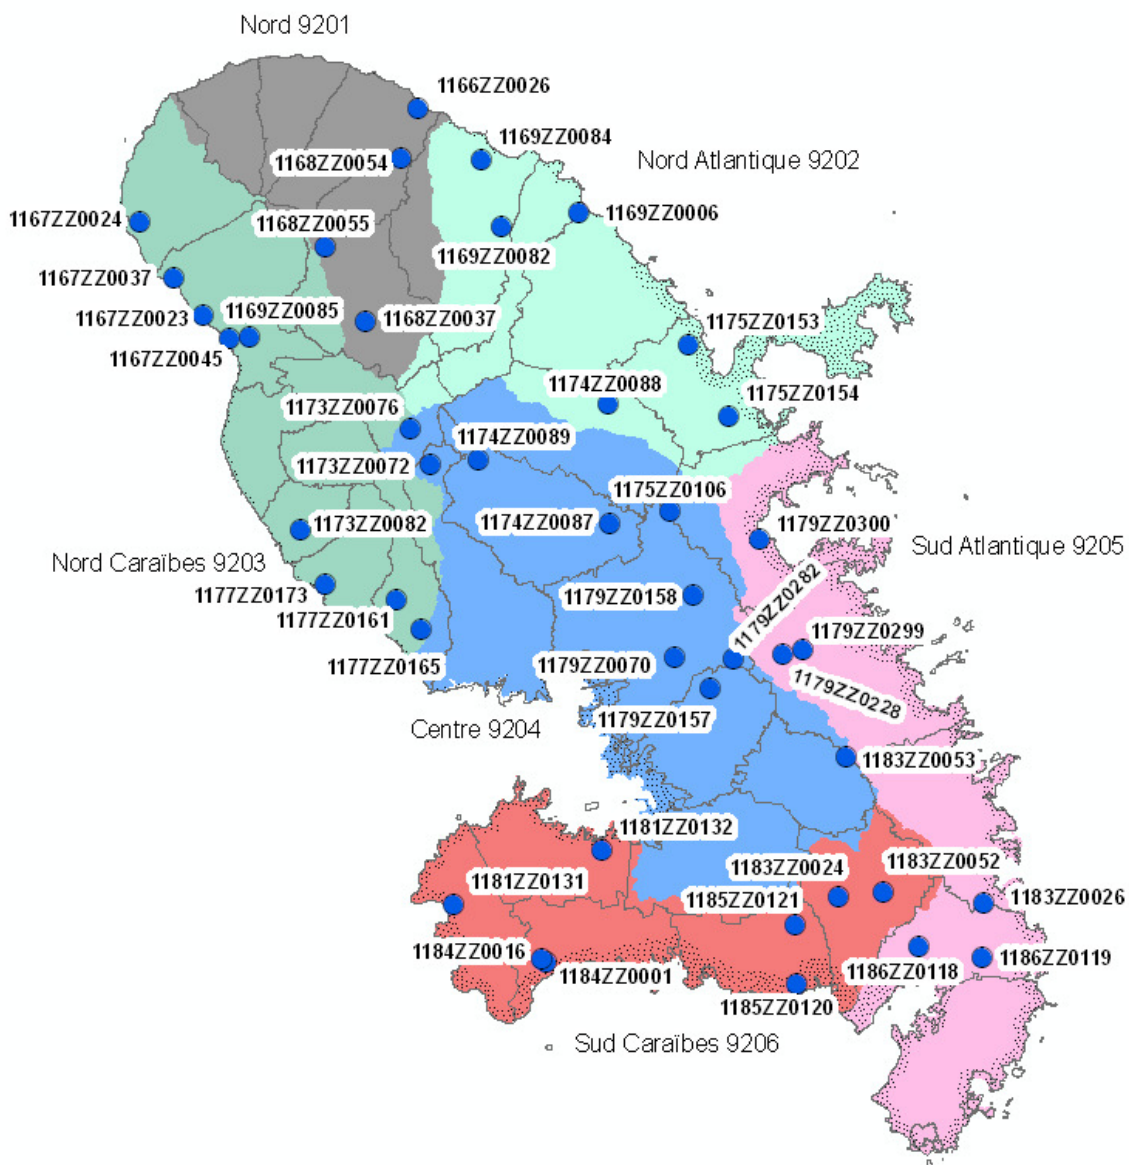 Nord 9201
1166ZZ0026
1169ZZ0084
1168ZZ0054
Nord Atlantique 9202
1167ZZ0024
1168ZZ0055
1169ZZ0006
1169ZZ0082
1167ZZ0037
1167ZZ0023
1169ZZ0085
1168ZZ0037
1175ZZ0153
1167ZZ0045
1174ZZ0088
1175ZZ0154
1173ZZ0076
1174ZZ0089
1173ZZ0072
1175ZZ0106
1173ZZ0082
1174ZZ0087
1179ZZ0300
Sud Atlantique 9205
Nord Caraïbes 9203
1177ZZ0173
1179ZZ0158
1179ZZ0282
1177ZZ0161
1179ZZ0299
1177ZZ0165
1179ZZ0070
1179ZZ0228
1179ZZ0157
Centre 9204
1183ZZ0053
1181ZZ0132
1183ZZ0024
1183ZZ0052
1181ZZ0131
1185ZZ0121
1183ZZ0026
1184ZZ0016
1184ZZ0001
1186ZZ0118
1186ZZ0119
1185ZZ0120
Sud Caraïbes 9206